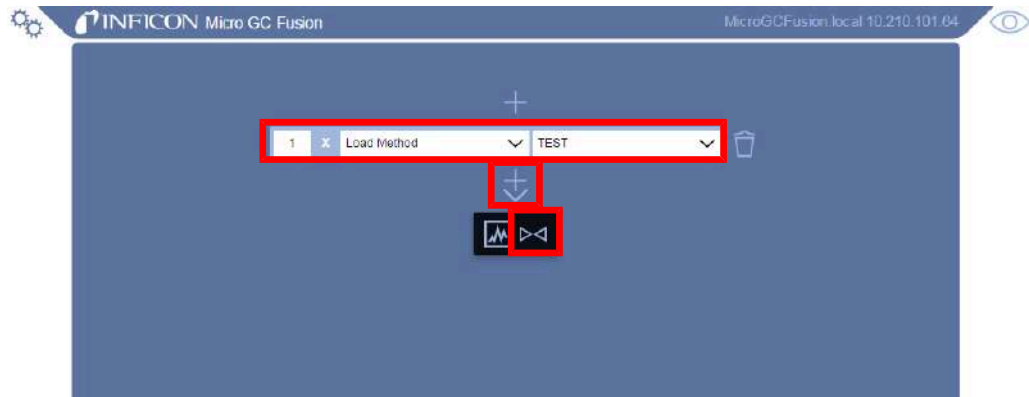 INFICON Micro GC Fusion
MicroGCFusion.local 10.210.101.64
1 X Load Method TEST